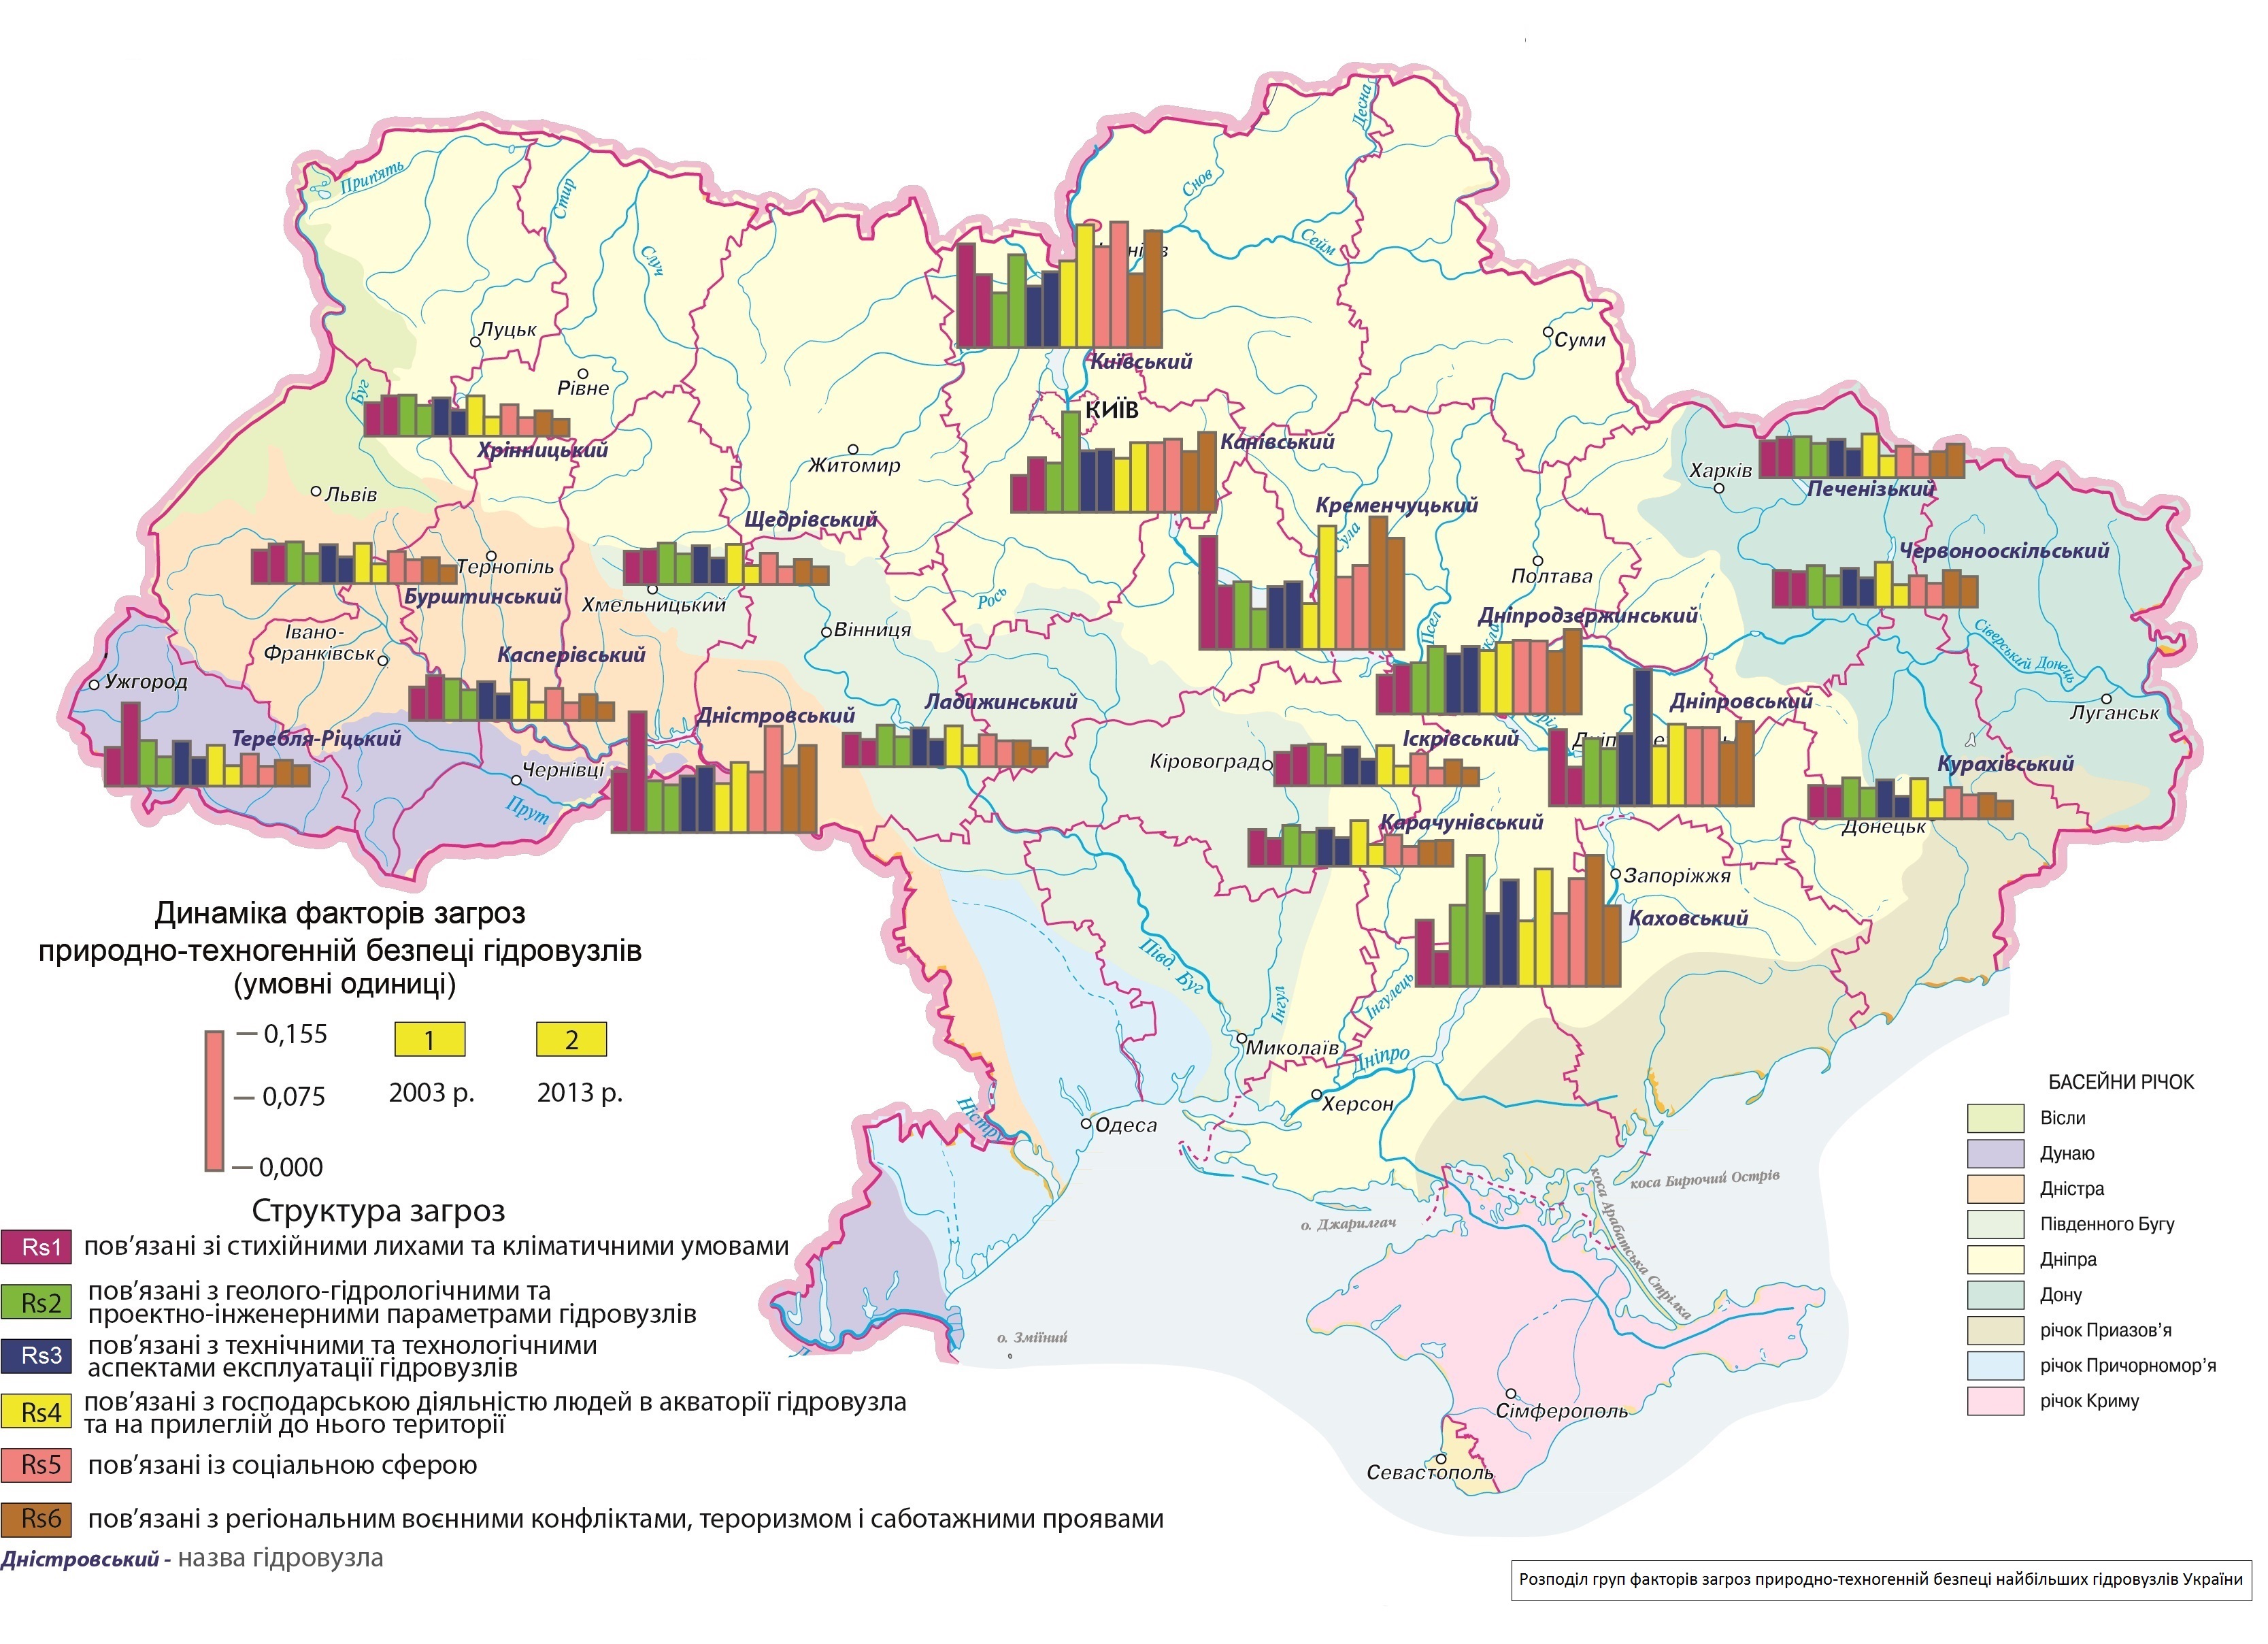 Десна
Прип'ять
Стир
Снов
Случ
Сейм
Луцьк
Суми
Рівне
Київський
Буг
КИЇВ
Хрінницький
Канівський
Житомир
Харків
Львів
Печенізький
Кременчуцький
Щедрівський
Сула
Червонооскільський
Тернопіль
Полтава
Бурштинський
Хмельницький
Рось
Дніпродзержинський
Псел
Вінниця
Івано-
Франківськ
Касперівський
Сіверський Донець
Ужгород
Ладижинський
Дніпровський
Дністровський
Луганськ
Теребля-Ріцький
Іскрівський
Кіровоград
Курахівський
Чернівці
Прут
Карачунівський
Донецьк
Запоріжжя
Каховський
Півд. Буг
Інгул
Інгулець
Миколаїв
Дніпро
Херсон
Одеса
Ністру
коса Бирючий Острів
о. Джарилгач
коса Арабатська Стрілка
о. Зміїний
Сімферополь
Севастополь
Динаміка факторів загроз
природно-техногенній безпеці гідровузлів
(умовні одиниці)
0,155
0,075
0,000
1
2
2003 р.
2013 р.
Структура загроз
Rs1 пов'язані зі стихійними лихами та кліматичними умовами
Rs2 пов'язані з геолого-гідрологічними та
проектно-інженерними параметрами гідровузлів
Rs3 пов'язані з технічними та технологічними
аспектами експлуатації гідровузлів
Rs4 пов'язані з господарською діяльністю людей в акваторії гідровузла
та на прилеглій до нього території
Rs5 пов'язані із соціальною сферою
Rs6 пов'язані з регіональним воєнними конфліктами, тероризмом і саботажними проявами
Дністровський - назва гідровузла
БАСЕЙНИ РІЧОК
Вісли
Дунаю
Дністра
Південного Бугу
Дніпра
Дону
річок Приазов'я
річок Причорномор'я
річок Криму
Розподіл груп факторів загроз природно-техногенній безпеці найбільших гідровузлів України